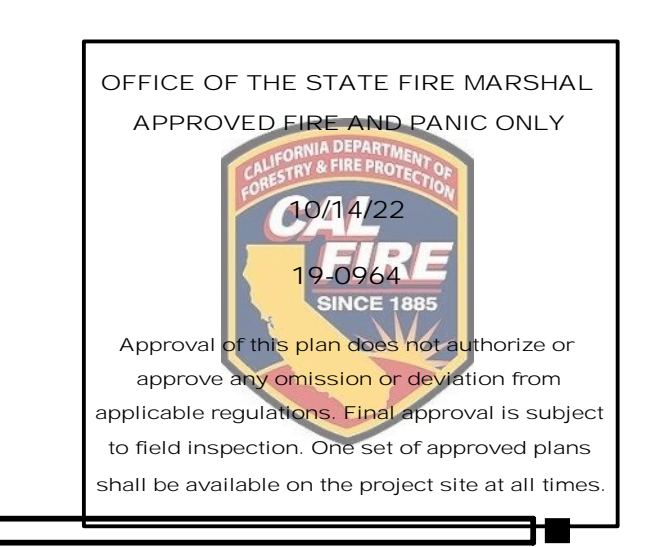 OFFICE OF THE STATE FIRE MARSHAL
APPROVED FIRE AND PANIC ONLY
CALIFORNIA DEPARTMENT OF
FORESTRY & FIRE PROTECTION
10/14/22
CAL
FIRE
19-0964
SINCE 1885
Approval of this plan does not authorize or
approve any omission or deviation from
applicable regulations. Final approval is subject
to field inspection. One set of approved plans
shall be available on the project site at all times.